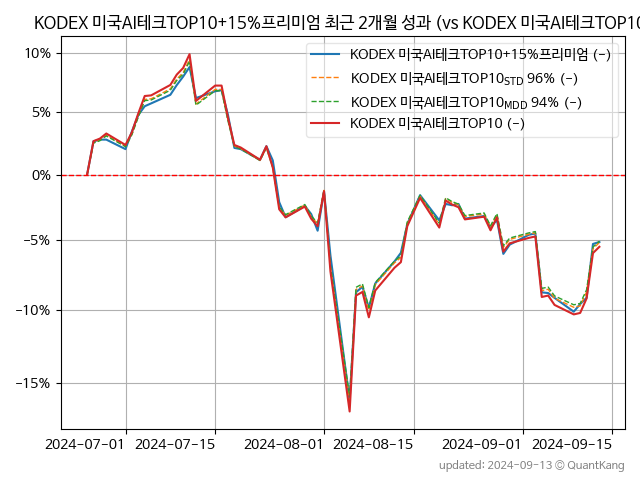 KODEX 미국AI테크TOP10+15%프리미엄 최근 2개월 성과 (vs KODEX 미국AI테크TOP10
10%
5%
0%
−5%
−10%
−15%
KODEX 미국AI테크TOP10+15%프리미엄 (−)
KODEX 미국AI테크TOP10STD 96% (−)
KODEX 미국AI테크TOP10MDD 94% (−)
KODEX 미국AI테크TOP10 (−)
2024-07-01 2024-07-15 2024-08-01 2024-08-15 2024-09-01 2024-09-15
updated: 2024-09-13 © QuantKang